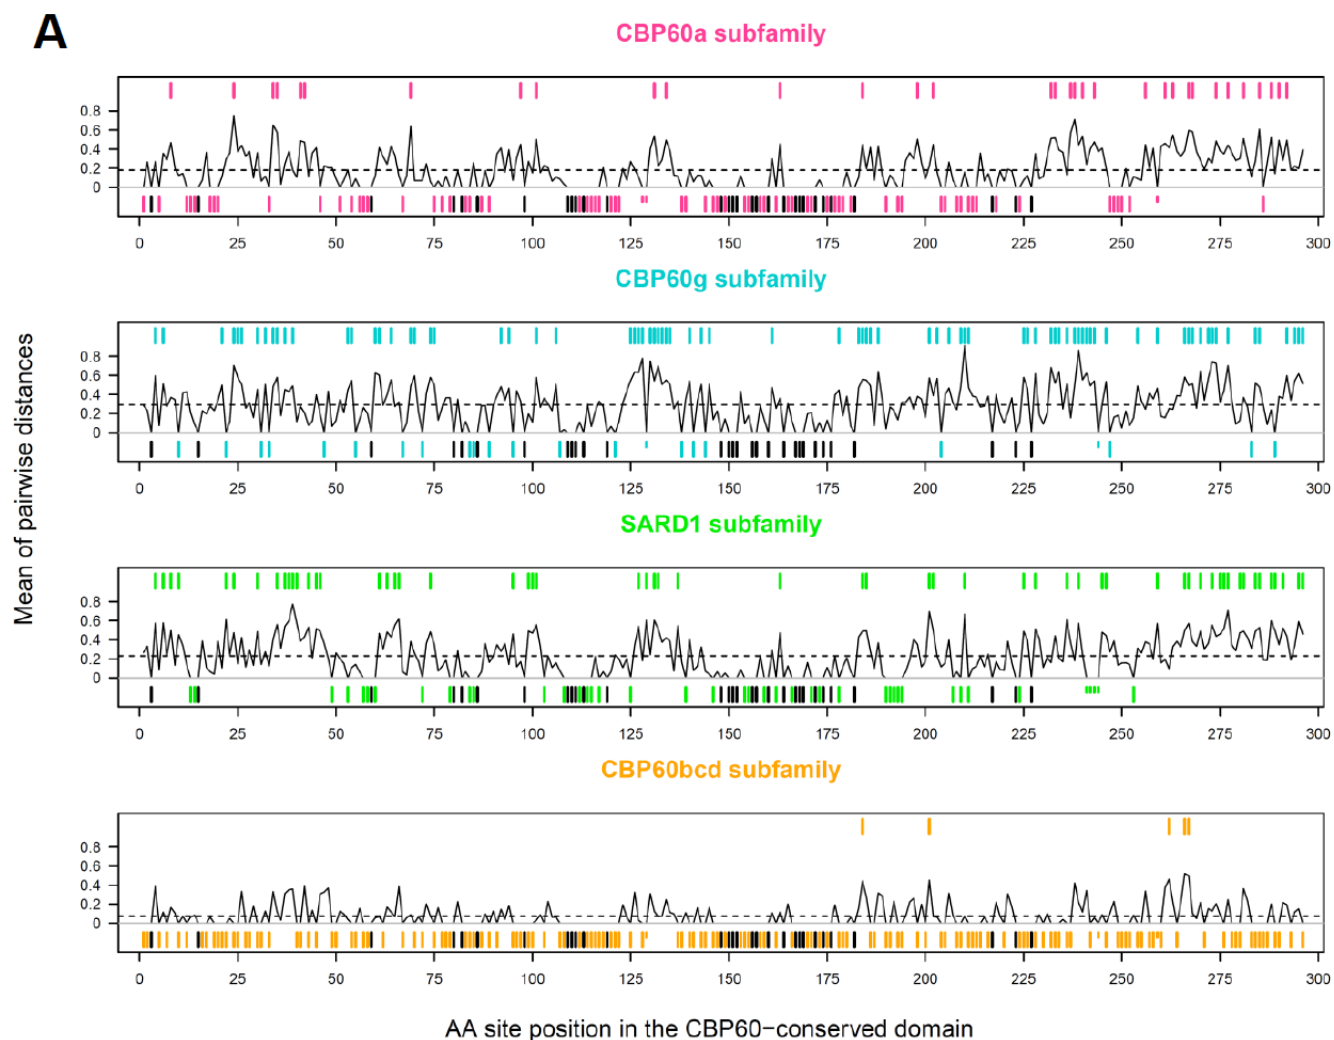 A
CBP60a subfamily
0.8
0.6
0.4
0.2
0
0 25 50 75 100 125 150 175 200 225 250 275 300
CBP60g subfamily
0.8
0.6
0.4
0.2
0
0 25 50 75 100 125 150 175 200 225 250 275 300
SARD1 subfamily
0.8
0.6
0.4
0.2
0
0 25 50 75 100 125 150 175 200 225 250 275 300
CBP60bcd subfamily
0.8
0.6
0.4
0.2
0
0 25 50 75 100 125 150 175 200 225 250 275 300
Mean of pairwise distances
AA site position in the CBP60−conserved domain